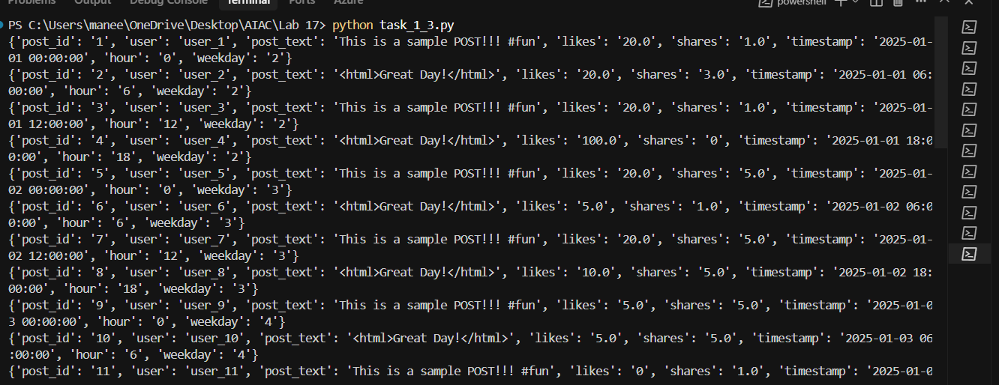 Problems Output Debug Console Terminal Ports Azure powershell
PS C:\Users\manee\OneDrive\Desktop\AIAC\Lab 17> python task_1_3.py
{'post_id': '1', 'user': 'user_1', 'post_text': 'This is a sample POST!!! #fun', 'likes': '20.0', 'shares': '1.0', 'timestamp': '2025-01-
01 00:00:00', 'hour': '0', 'weekday': '2'}
{'post_id': '2', 'user': 'user_2', 'post_text': '<html>Great Day!</html>', 'likes': '20.0', 'shares': '3.0', 'timestamp': '2025-01-01 06:
00:00', 'hour': '6', 'weekday': '2'}
{'post_id': '3', 'user': 'user_3', 'post_text': 'This is a sample POST!!! #fun', 'likes': '20.0', 'shares': '1.0', 'timestamp': '2025-01-
01 12:00:00', 'hour': '12', 'weekday': '2'}
{'post_id': '4', 'user': 'user_4', 'post_text': '<html>Great Day!</html>', 'likes': '100.0', 'shares': '0', 'timestamp': '2025-01-01 18:0
0:00', 'hour': '18', 'weekday': '2'}
{'post_id': '5', 'user': 'user_5', 'post_text': 'This is a sample POST!!! #fun', 'likes': '20.0', 'shares': '5.0', 'timestamp': '2025-01-
02 00:00:00', 'hour': '0', 'weekday': '3'}
{'post_id': '6', 'user': 'user_6', 'post_text': '<html>Great Day!</html>', 'likes': '5.0', 'shares': '1.0', 'timestamp': '2025-01-02 06:0
0:00', 'hour': '6', 'weekday': '3'}
{'post_id': '7', 'user': 'user_7', 'post_text': 'This is a sample POST!!! #fun', 'likes': '20.0', 'shares': '5.0', 'timestamp': '2025-01-
02 12:00:00', 'hour': '12', 'weekday': '3'}
{'post_id': '8', 'user': 'user_8', 'post_text': '<html>Great Day!</html>', 'likes': '10.0', 'shares': '5.0', 'timestamp': '2025-01-02 18:
00:00', 'hour': '18', 'weekday': '3'}
{'post_id': '9', 'user': 'user_9', 'post_text': 'This is a sample POST!!! #fun', 'likes': '5.0', 'shares': '5.0', 'timestamp': '2025-01-0
3 00:00:00', 'hour': '0', 'weekday': '4'}
{'post_id': '10', 'user': 'user_10', 'post_text': '<html>Great Day!</html>', 'likes': '5.0', 'shares': '5.0', 'timestamp': '2025-01-03 06
:00:00', 'hour': '6', 'weekday': '4'}
{'post_id': '11', 'user': 'user_11', 'post_text': 'This is a sample POST!!! #fun', 'likes': '0', 'shares': '1.0', 'timestamp': '2025-01-0